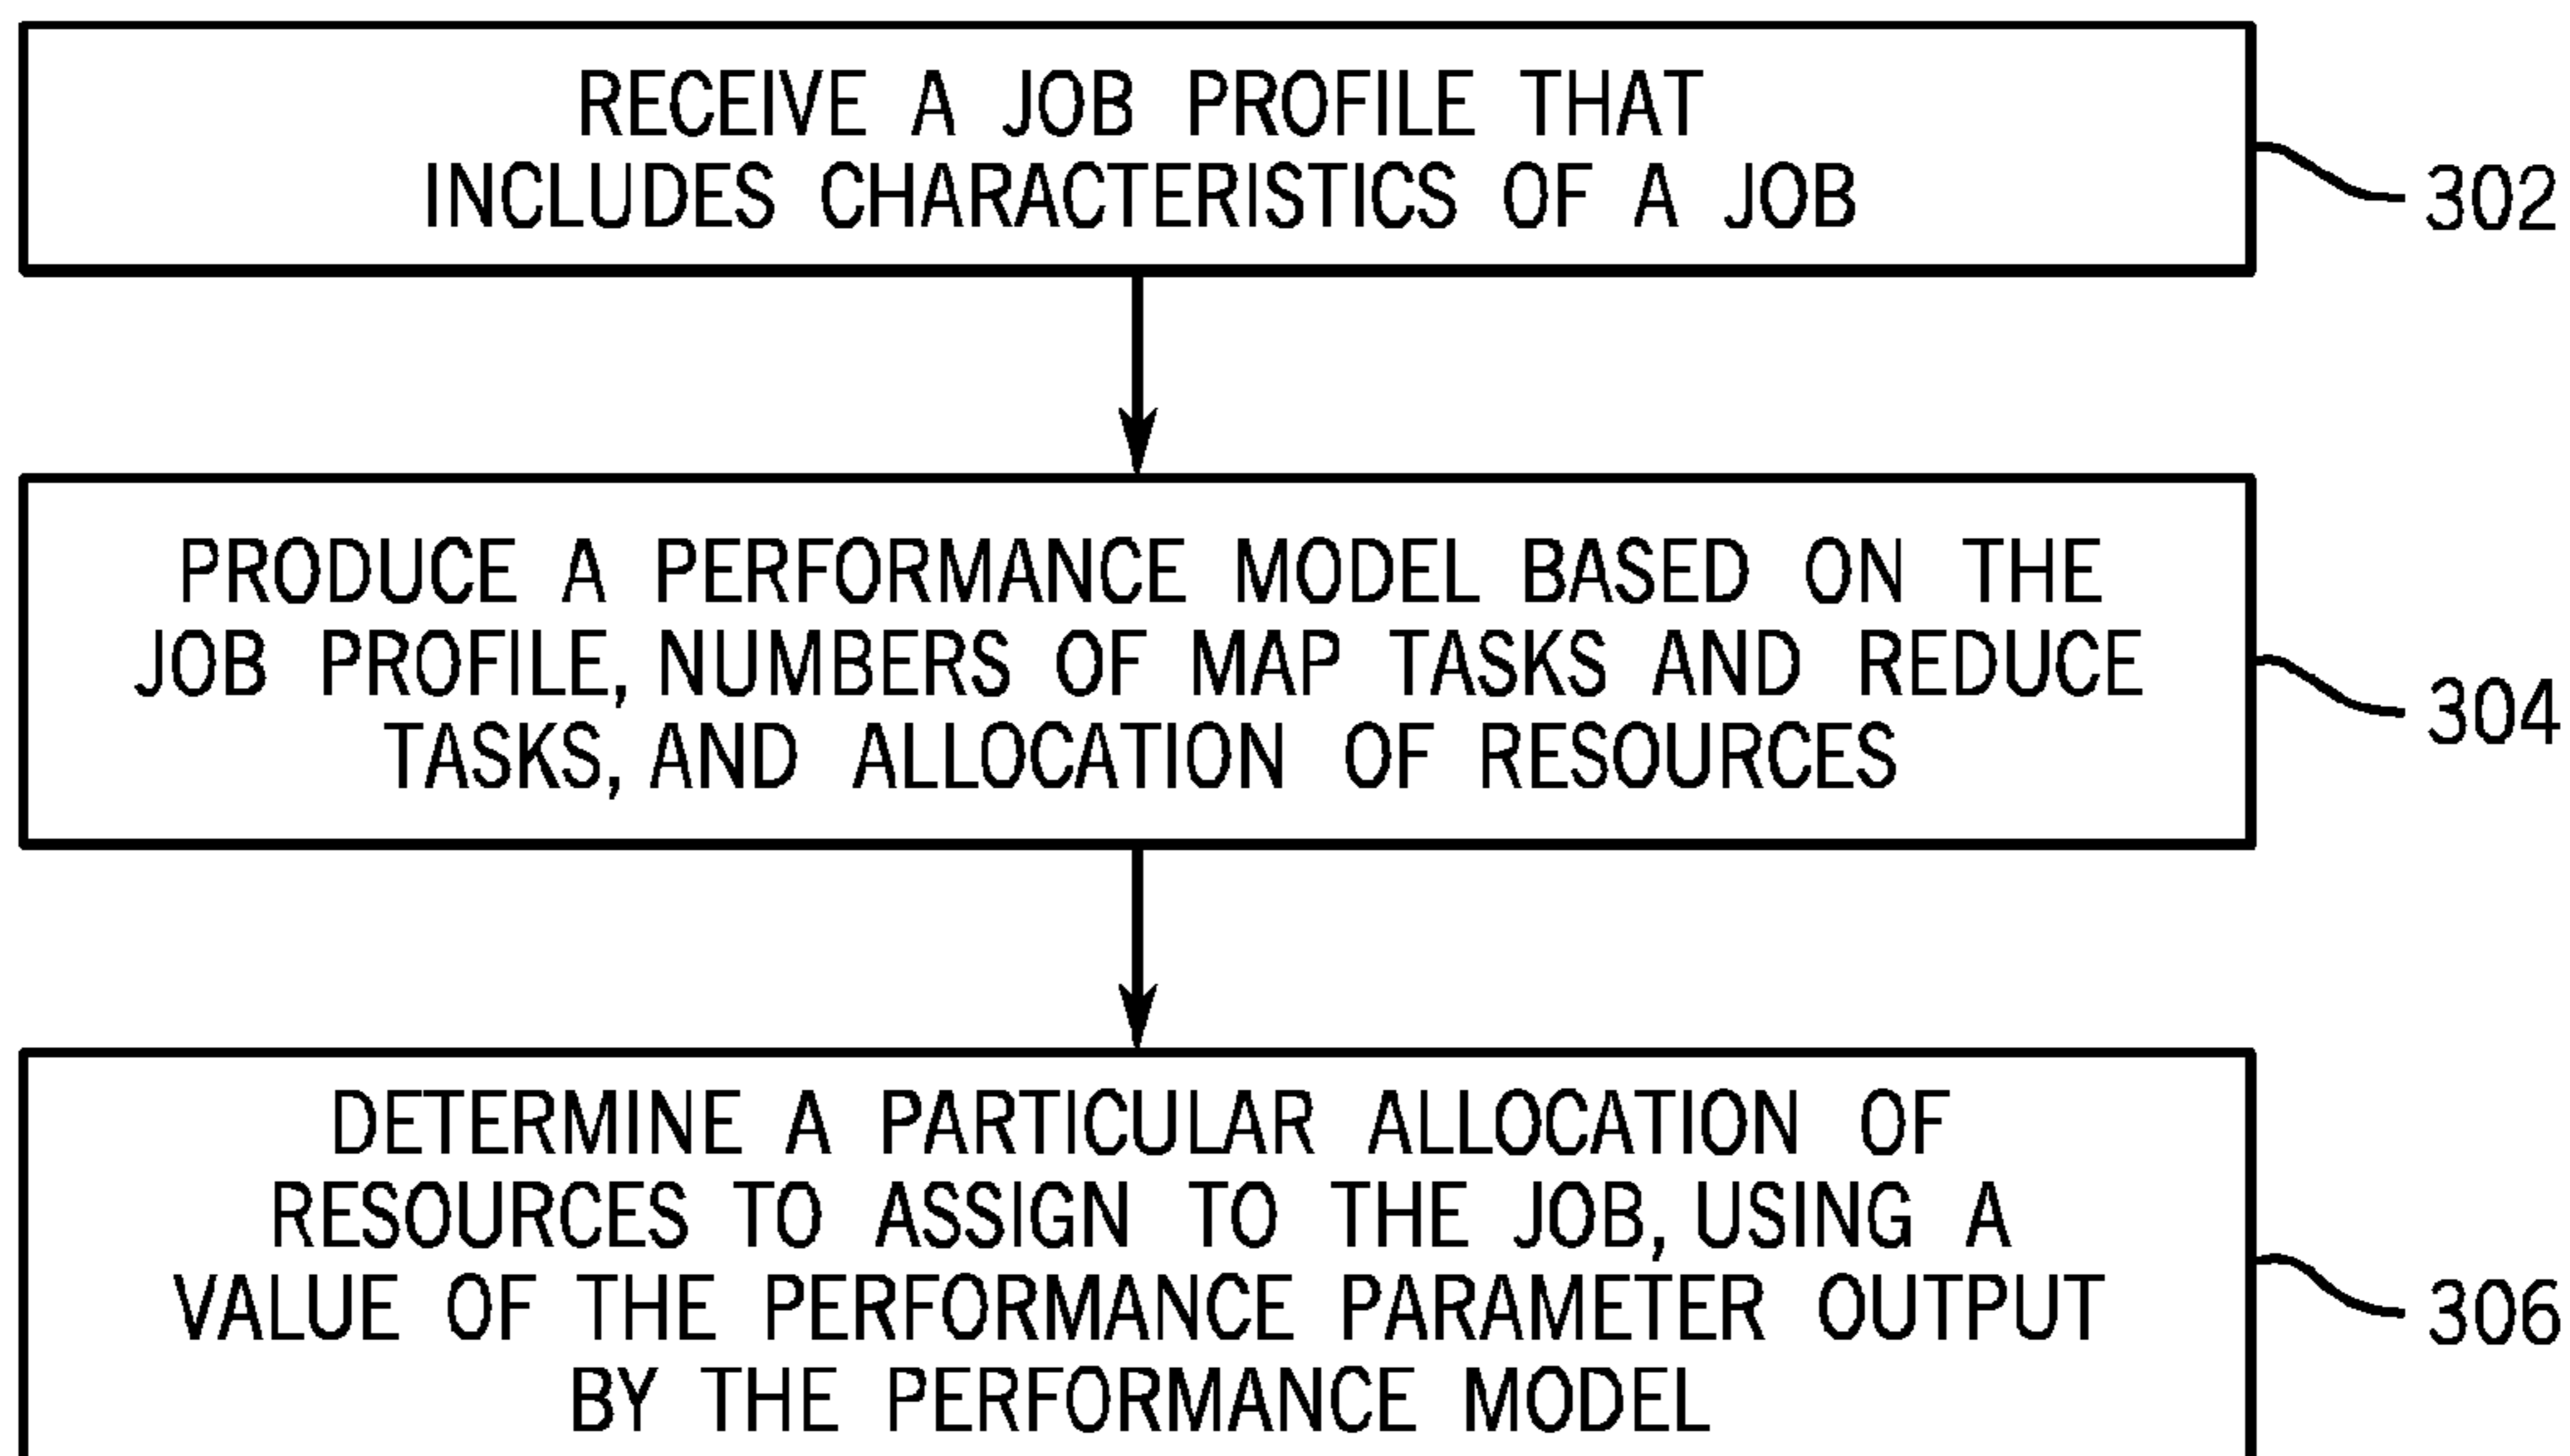 RECEIVE A JOB PROFILE THAT
INCLUDES CHARACTERISTICS OF A JOB
302
PRODUCE A PERFORMANCE MODEL BASED ON THE
JOB PROFILE, NUMBERS OF MAP TASKS AND REDUCE
TASKS, AND ALLOCATION OF RESOURCES
304
DETERMINE A PARTICULAR ALLOCATION OF
RESOURCES TO ASSIGN TO THE JOB, USING A
VALUE OF THE PERFORMANCE PARAMETER OUTPUT
BY THE PERFORMANCE MODEL
306